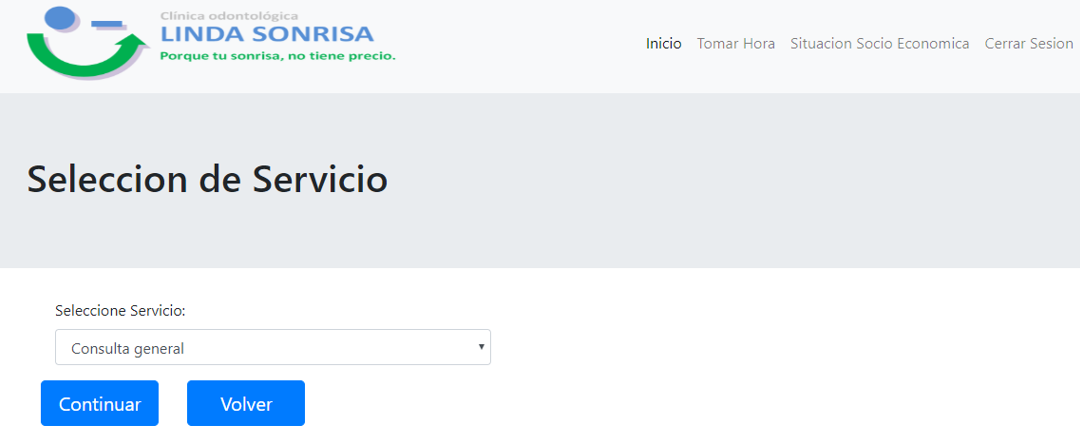 Clínica odontológica
LINDA SONRISA
Porque tu sonrisa, no tiene precio.
Inicio Tomar Hora Situacion Socio Economica Cerrar Sesion
Seleccion de Servicio
Seleccione Servicio:
Consulta general
Continuar Volver